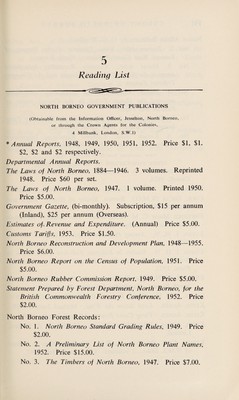 5
Reading List
NORTH BORNEO GOVERNMENT PUBLICATIONS
(Obtainable from the Information Officer, Jesselton, North Borneo,
or through the Crown Agents for the Colonies,
4 Millbank, London, S.W.1)
* Annual Reports, 1948, 1949, 1950, 1951, 1952. Price $1, $1,
$2, $2 and $2 respectively.
Departmental Annual Reports.
The Laws of North Borneo, 1884—1946. 3 volumes. Reprinted
1948. Price $60 per set.
The Laws of North Borneo, 1947. 1 volume. Printed 1950.
Price $5.00.
Government Gazette, (bi-monthly). Subscription, $15 per annum
(Inland), $25 per annum (Overseas).
Estimates of Revenue and Expenditure. (Annual) Price $5.00.
Customs Tariffs, 1953. Price $1.50.
North Borneo Reconstruction and Development Plan, 1948—1955.
Price $6.00.
North Borneo Report on the Census of Population, 1951. Price
$5.00.
North Borneo Rubber Commission Report, 1949. Price $5.00.
Statement Prepared by Forest Department, North Borneo, for the
British Commonwealth Forestry Conference, 1952. Price
$2.00.
North Borneo Forest Records:
No. 1. North Borneo Standard Grading Rules, 1949. Price
$2.00.
No. 2. A Preliminary List of North Borneo Plant Names,
1952. Price $15.00.
No. 3. The Timbers of North Borneo, 1947. Price $7.00.